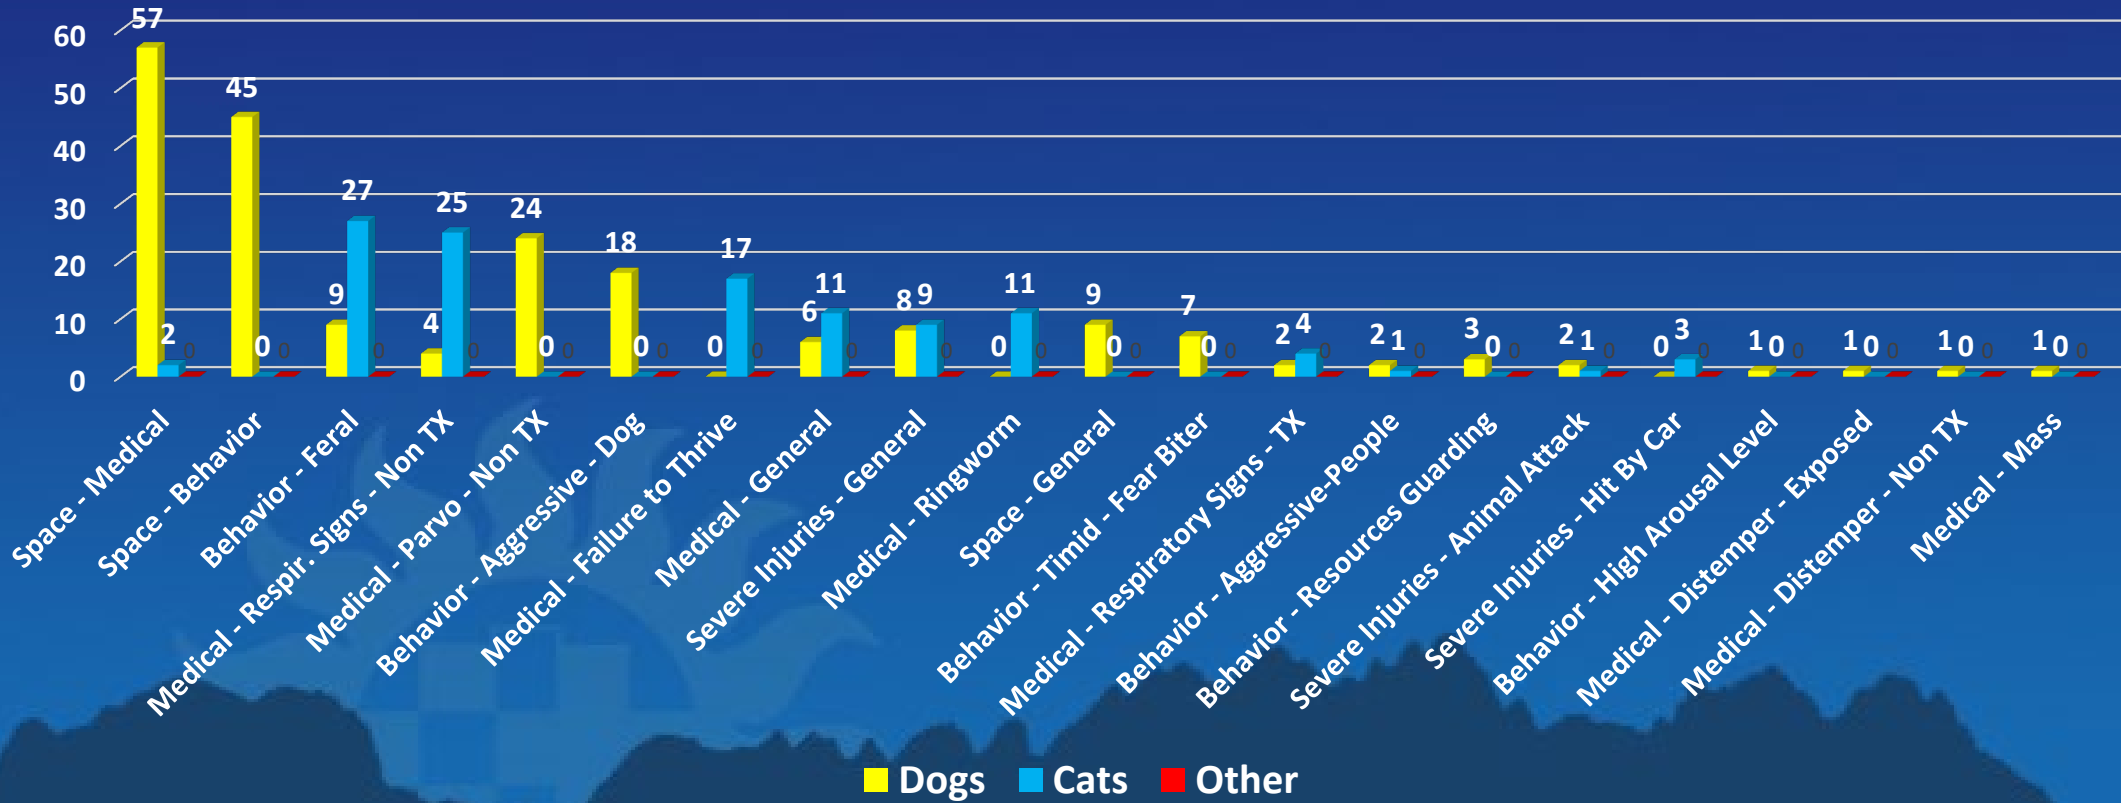 60
50
40
30
20
10
0
57 2 0
45 0 0
9 27 0
4 25 0
24 0 0
18 0 0
0 17 0
6 11 0
8 9 0
0 11 0
9 0 0
7 0 0
2 4 0
2 1 0
3 0 0
2 1 0
0 3 0
1 0 0
1 0 0
1 0 0
1 0 0
Space - Medical
Space - Behavior
Behavior - Feral
Medical - Respir. Signs - Non TX
Medical - Parvo - Non TX
Behavior - Aggressive - Dog
Medical - Failure to Thrive
Medical - General
Severe Injuries - General
Medical - Ringworm
Space - General
Behavior - Timid - Fear Biter
Medical - Respiratory Signs - TX
Behavior - Aggressive-People
Behavior - Resources Guarding
Severe Injuries - Animal Attack
Severe Injuries - Hit By Car
Behavior - High Arousal Level
Medical - Distemper - Exposed
Medical - Distemper - Non TX
Medical - Mass
Dogs Cats Other